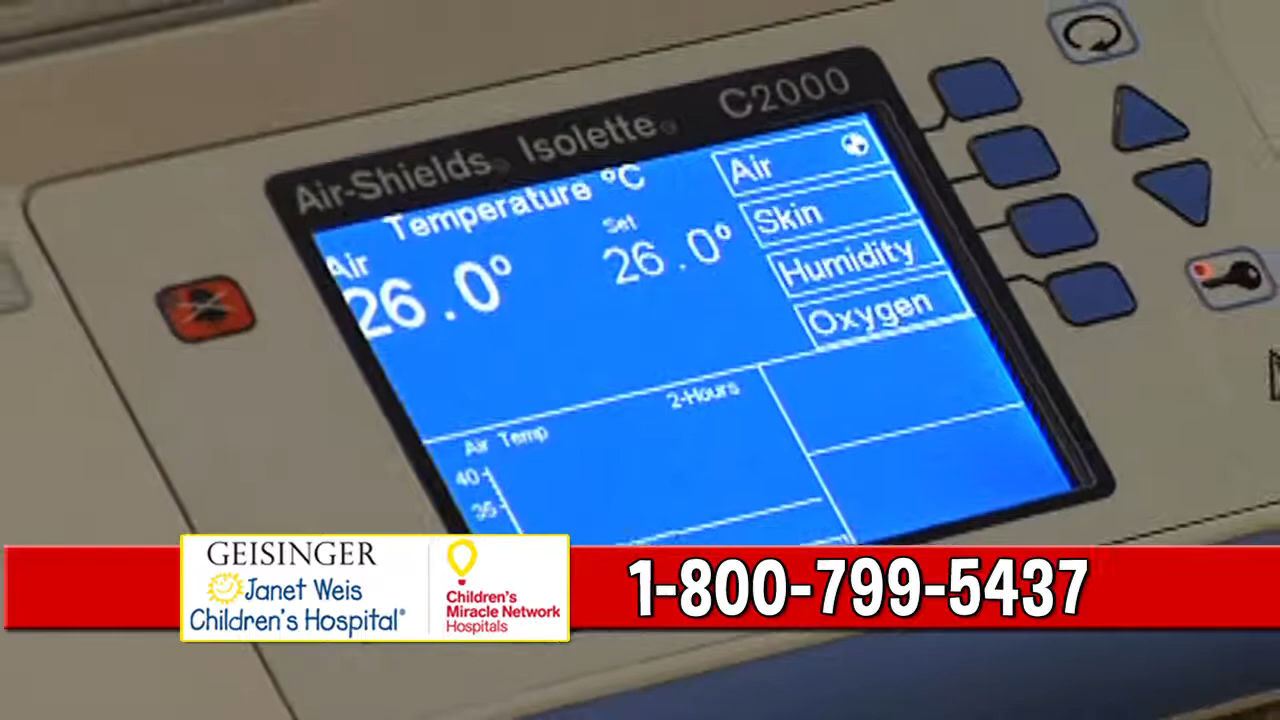 Air-Shields® Isolette® C2000
Temperature °C
Air
26.0°
Set
26.0°
Air
Skin
Humidity
Oxygen
2-Hours
Air Temp
40
35
GEISINGER
Janet Weis
Children's Hospital®
Children's
Miracle Network
Hospitals
1-800-799-5437